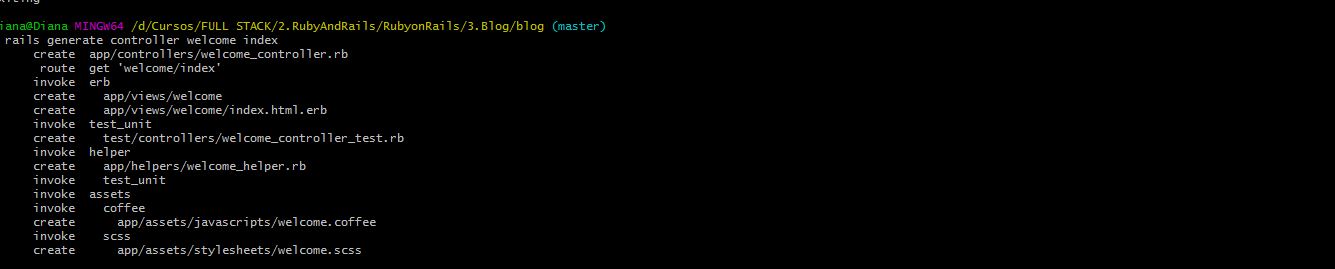 iana@Diana MINGW64 /d/Cursos/FULL STACK/2.RubyAndRails/RubyonRails/3.Blog/blog (master)
rails generate controller welcome index
create app/controllers/welcome_controller.rb
route get 'welcome/index'
invoke erb
create app/views/welcome
create app/views/welcome/index.html.erb
invoke test_unit
create test/controllers/welcome_controller_test.rb
invoke helper
create app/helpers/welcome_helper.rb
invoke test_unit
invoke assets
invoke coffee
create app/assets/javascripts/welcome.coffee
invoke scss
create app/assets/stylesheets/welcome.scss